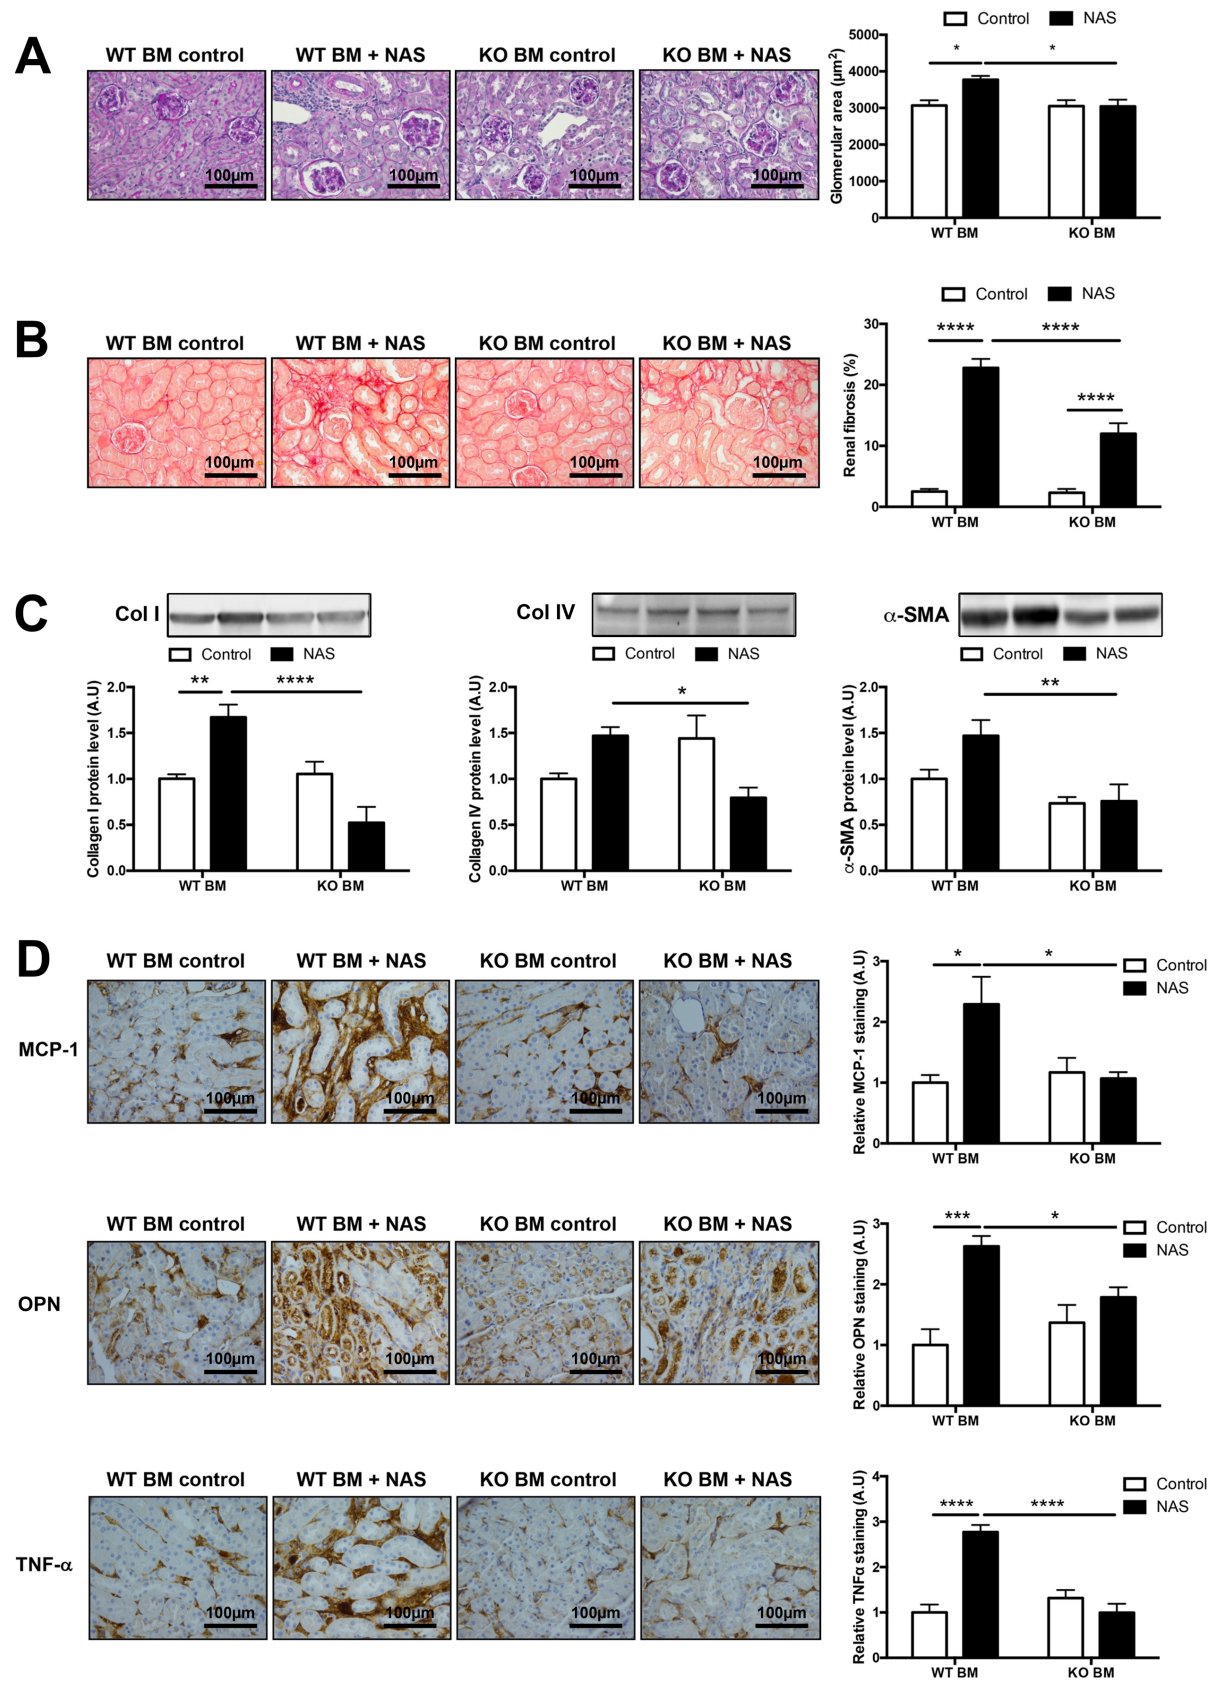 A
WT BM control
WT BM + NAS
KO BM control
KO BM + NAS
100µm
100µm
100µm
100µm
Control
NAS
Glomerular area (µm²)
5000
4000
3000
2000
1000
0
*
*
WT BM
KO BM
B
WT BM control
WT BM + NAS
KO BM control
KO BM + NAS
100µm
100µm
100µm
100µm
Control
NAS
Renal fibrosis (%)
30
20
10
0
****
****
****
WT BM
KO BM
C
Col I
Control
NAS
Collagen I protein level (A.U)
2.0
1.5
1.0
0.5
0.0
**
****
WT BM
KO BM
Col IV
Control
NAS
Collagen IV protein level (A.U)
2.0
1.5
1.0
0.5
0.0
*
WT BM
KO BM
α-SMA
Control
NAS
α-SMA protein level (A.U)
2.0
1.5
1.0
0.5
0.0
**
WT BM
KO BM
D
WT BM control
WT BM + NAS
KO BM control
KO BM + NAS
MCP-1
100µm
100µm
100µm
100µm
Relative MCP-1 staining (A.U)
3
2
1
0
*
*
Control
NAS
WT BM
KO BM
WT BM control
WT BM + NAS
KO BM control
KO BM + NAS
OPN
100µm
100µm
100µm
100µm
Relative OPN staining (A.U)
3
2
1
0
***
*
Control
NAS
WT BM
KO BM
WT BM control
WT BM + NAS
KO BM control
KO BM + NAS
TNF-α
100µm
100µm
100µm
100µm
Relative TNFα staining (A.U)
4
3
2
1
0
****
****
Control
NAS
WT BM
KO BM